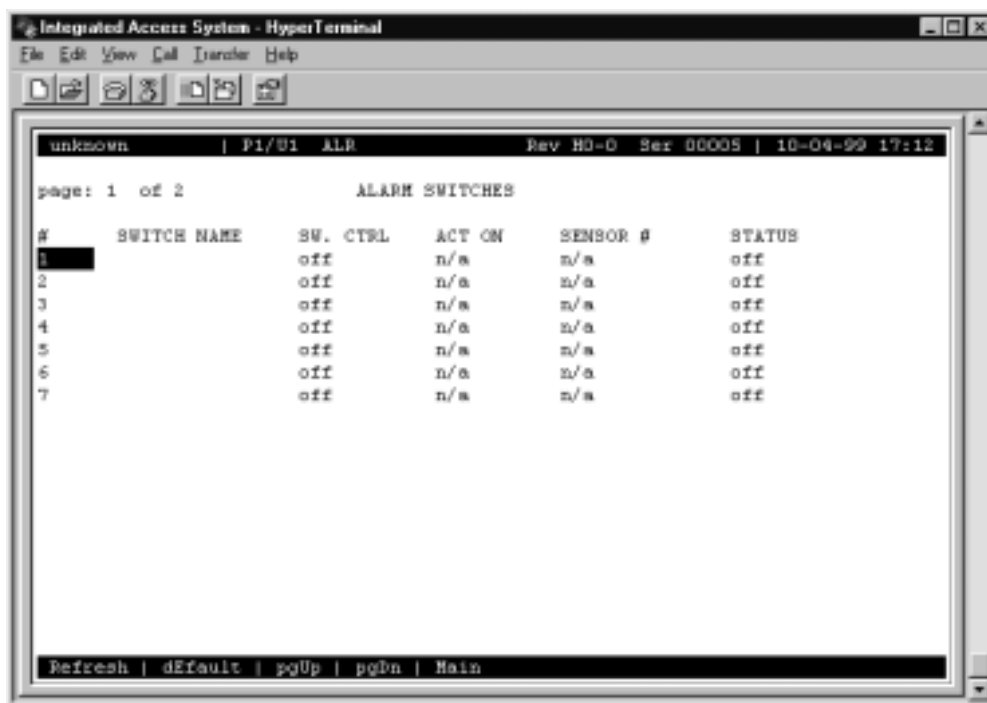 Integrated Access System - HyperTerminal
File Edit View Call Transfer Help
unknown | P1/U1 ALR Rev H0-0 Ser 00005 | 10-04-99 17:12
page: 1 of 2 ALARM SWITCHES
# SWITCH NAME SW. CTRL ACT ON SENSOR # STATUS
1 off n/a n/a off
2 off n/a n/a off
3 off n/a n/a off
4 off n/a n/a off
5 off n/a n/a off
6 off n/a n/a off
7 off n/a n/a off
Refresh | dEfault | pgUp | pgDn | Main